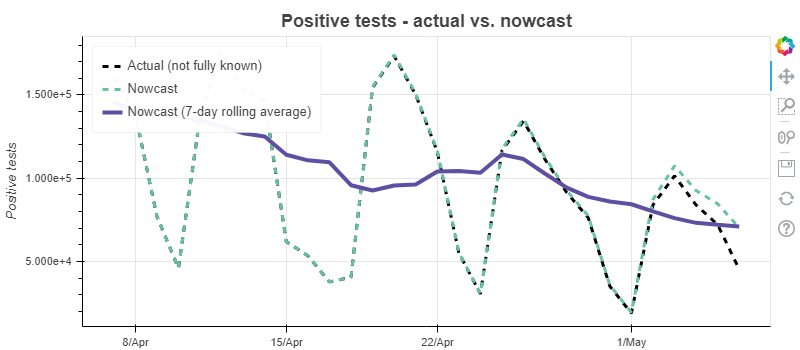 Positive tests - actual vs. nowcast
Actual (not fully known)
Nowcast
Nowcast (7-day rolling average)
1.500e+5
1.000e+5
5.000e+4
Positive tests
8/Apr
15/Apr
22/Apr
1/May